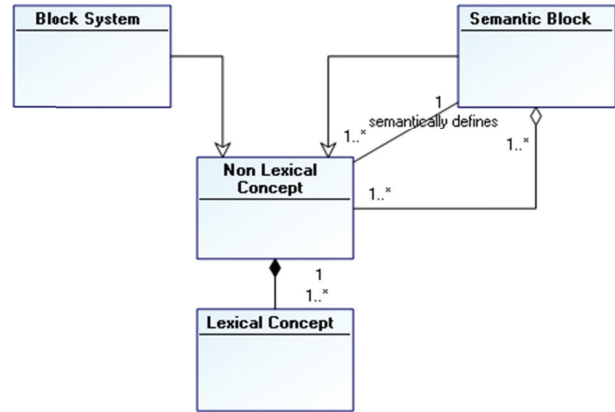 Block System
Semantic Block
1
semantically defines
1..*
1..*
Non Lexical
Concept
1..*
1
1..*
Lexical Concept